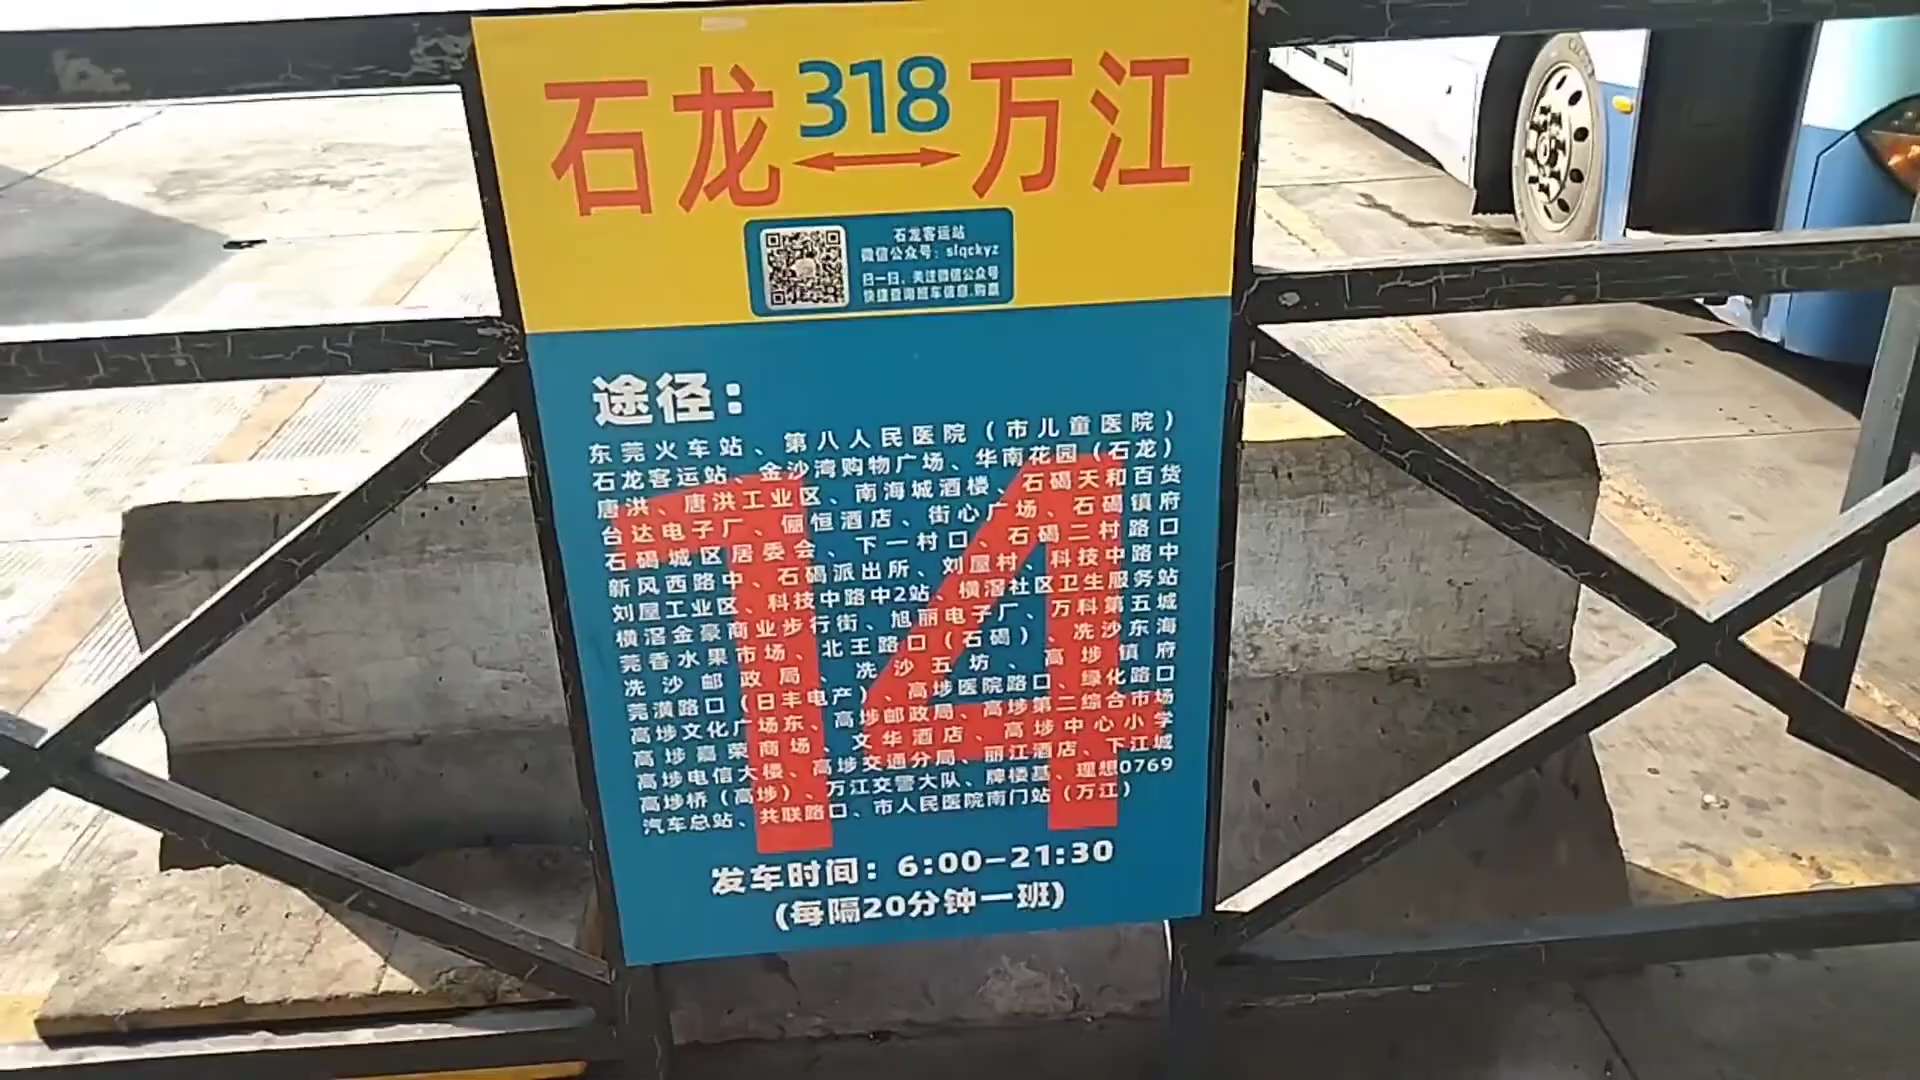 石龙 318 万江
石龙客运站
微信公众号：slqckyz
扫一扫，关注微信公众号
快捷查询班车信息,购票
途径：
东莞火车站、第八人民医院（市儿童医院）
石龙客运站、金沙湾购物广场、华南花园（石龙）
唐洪、唐洪工业区、南海城酒楼、石碣天和百货
台达电子厂、俪恒酒店、街心广场、石碣镇府
石碣城区居委会、下一村口、石碣二村路口
新风西路中、石碣派出所、刘屋村、科技中路中
刘屋工业区、科技中路中2站、横滘社区卫生服务站
横滘金豪商业步行街、旭丽电子厂、万科第五城
莞香水果市场、北王路口（石碣）、冼沙东海
冼沙邮政局、冼沙五坊、高埗镇府
莞潢路口（日丰电产）、高埗医院路口、绿化路口
高埗文化广场东、高埗邮政局、高埗第二综合市场
高埗嘉荣商场、文华酒店、高埗中心小学
高埗电信大楼、高埗交通分局、丽江酒店、下江城
高埗桥（高埗）、万江交警大队、牌楼基、理想0769
汽车总站、共联路口、市人民医院南门站（万江）
14
发车时间：6:00—21:30
(每隔20分钟一班)